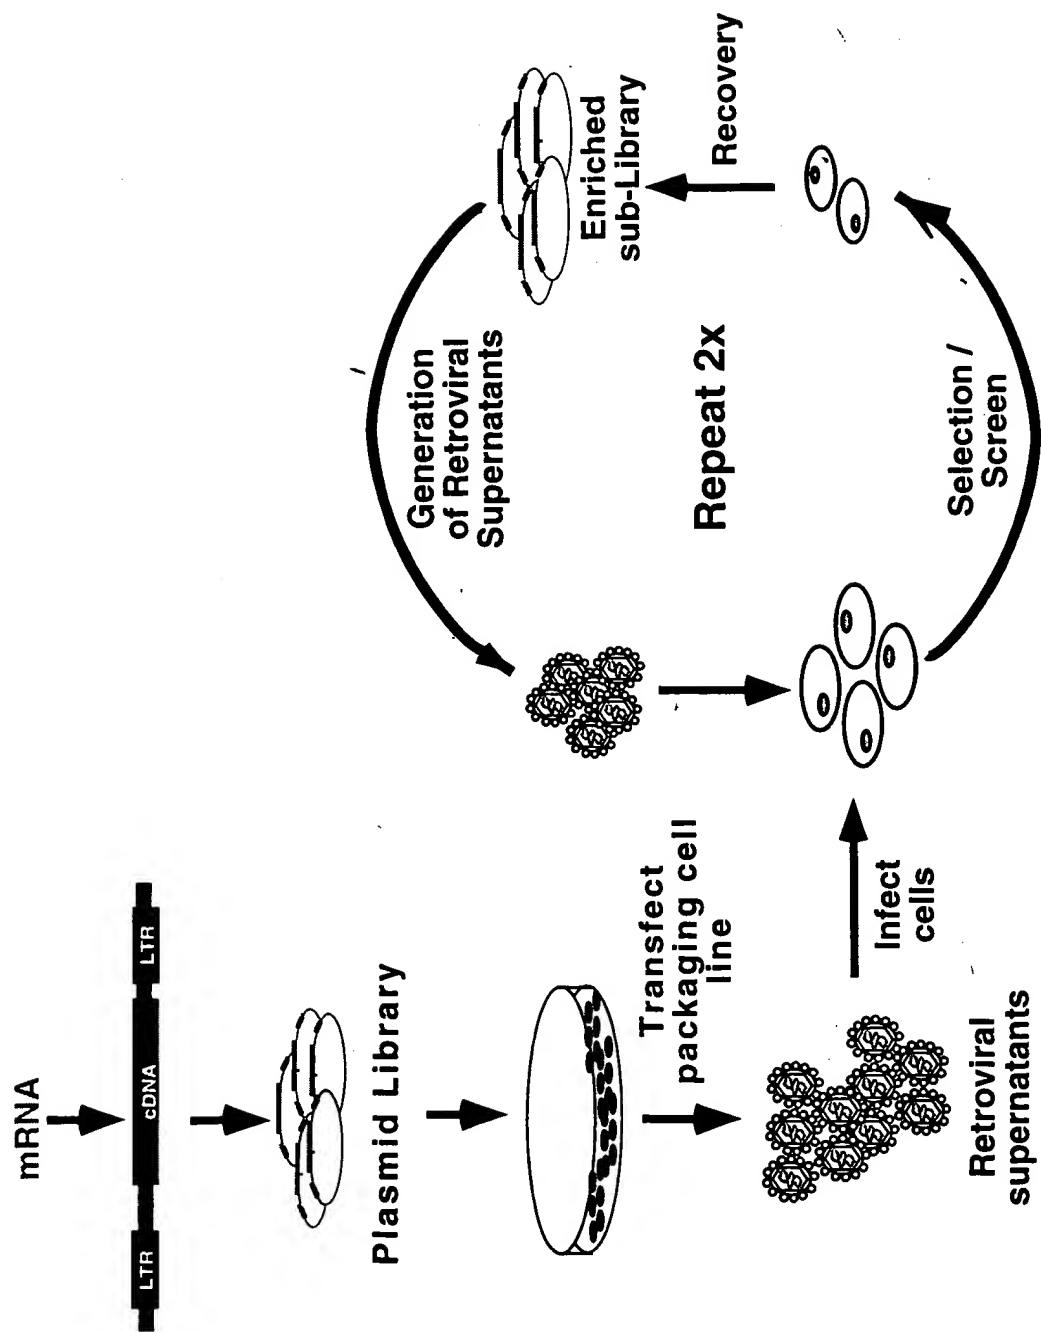 mRNA
LTR
cDNA
LTR
Plasmid Library
Transfect
packaging cell
line
Retroviral
supernatants
Infect
cells
Generation
of Retroviral
Supernatants
Repeat 2x
Selection /
Screen
Recovery
Enriched
sub-Library